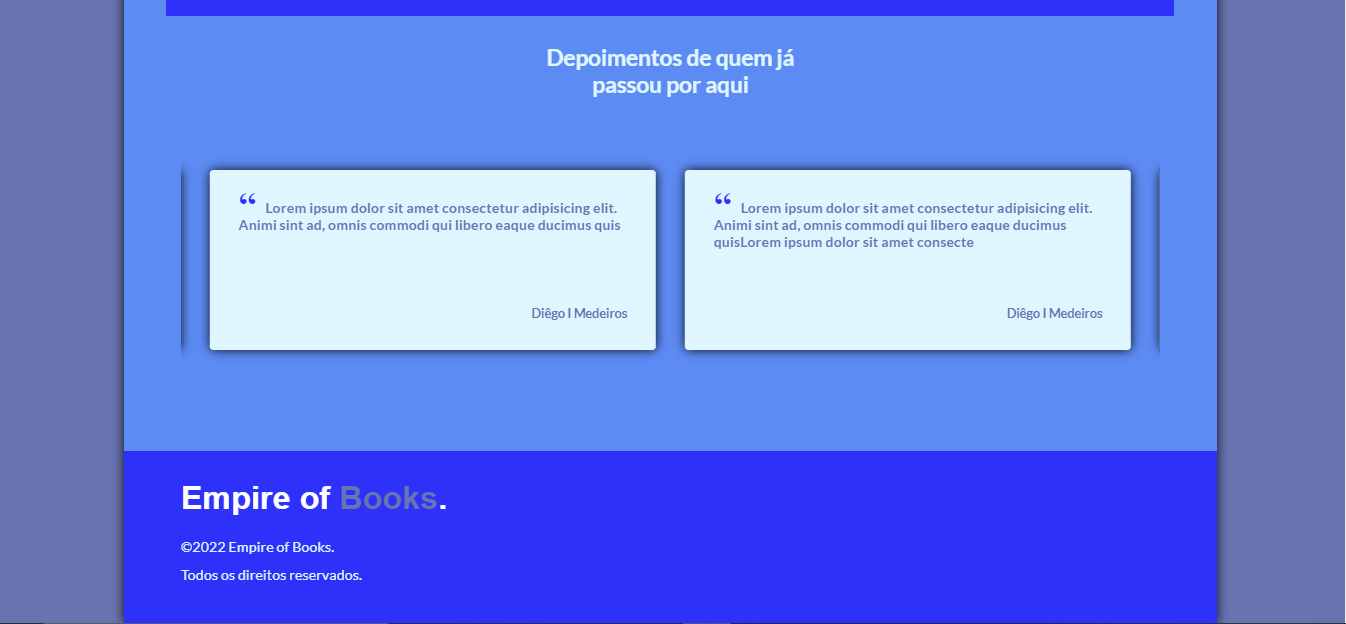 Depoimentos de quem já
passou por aqui
“ Lorem ipsum dolor sit amet consectetur adipisicing elit.
Animi sint ad, omnis commodi qui libero eaque ducimus quis
Diêgo I Medeiros
“ Lorem ipsum dolor sit amet consectetur adipisicing elit.
Animi sint ad, omnis commodi qui libero eaque ducimus
quisLorem ipsum dolor sit amet consecte
Diêgo I Medeiros
Empire of Books.
©2022 Empire of Books.
Todos os direitos reservados.